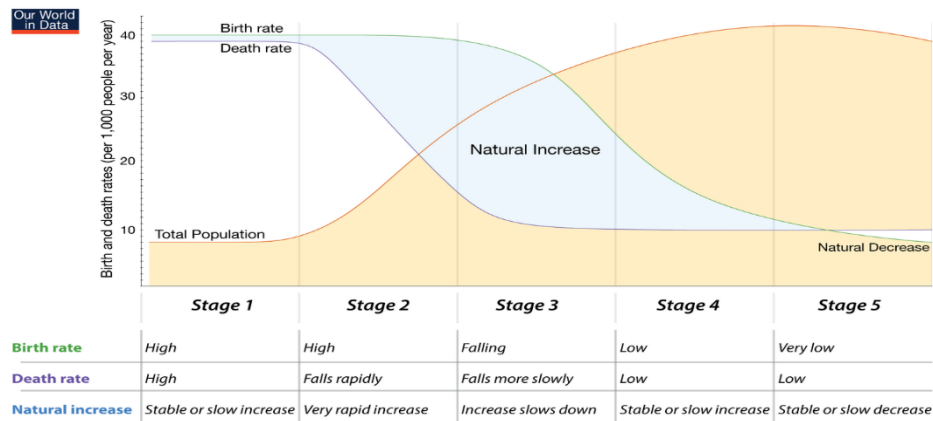 Our World
in Data
Birth and death rates (per 1,000 people per year)
40
30
20
10
Birth rate
Death rate
Natural Increase
Total Population
Natural Decrease
Stage 1 Stage 2 Stage 3 Stage 4 Stage 5
Birth rate High High Falling Low Very low
Death rate High Falls rapidly Falls more slowly Low Low
Natural increase Stable or slow increase Very rapid increase Increase slows down Stable or slow increase Stable or slow decrease